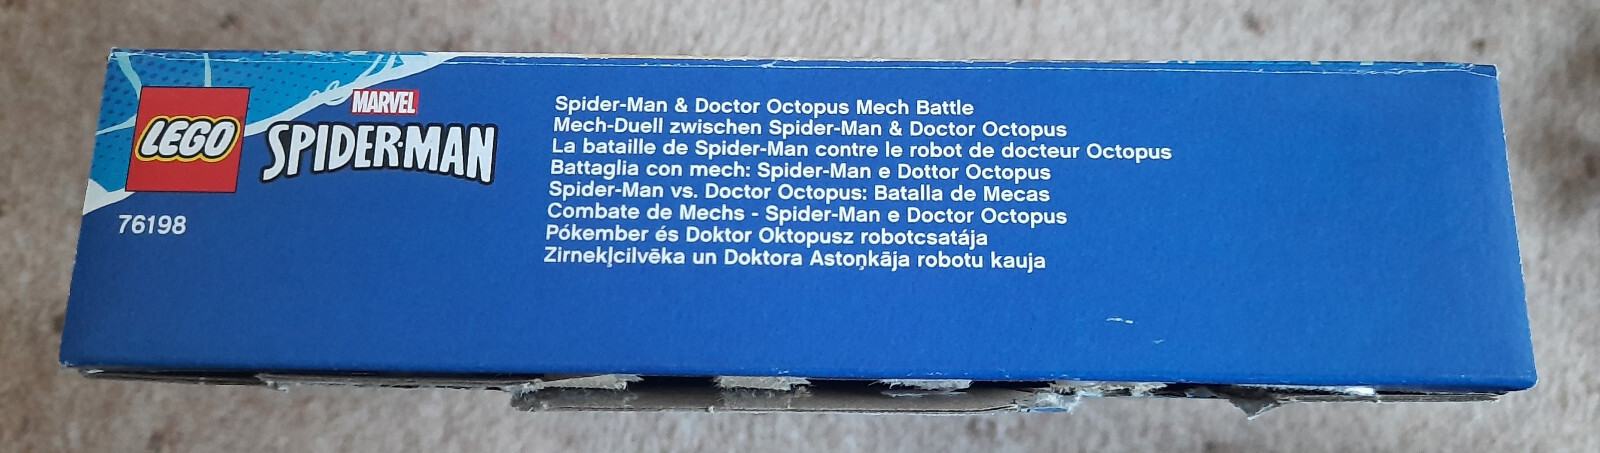 LEGO
MARVEL
SPIDER-MAN
76198
Spider-Man & Doctor Octopus Mech Battle
Mech-Duell zwischen Spider-Man & Doctor Octopus
La bataille de Spider-Man contre le robot de docteur Octopus
Battaglia con mech: Spider-Man e Dottor Octopus
Spider-Man vs. Doctor Octopus: Batalla de Mecas
Combate de Mechs - Spider-Man e Doctor Octopus
Pókember és Doktor Oktopusz robotcsatája
Zirnekļcilvēka un Doktora Astoņkāja robotu kauja